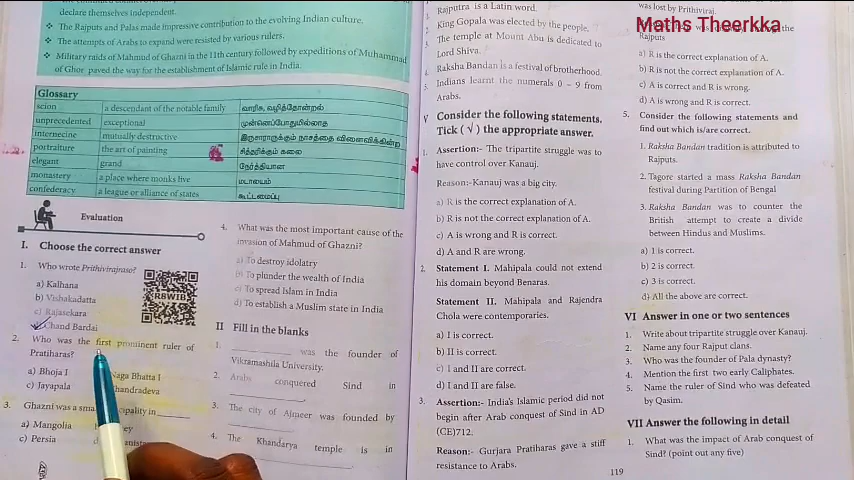 declare themselves independent.
The Rajputs and Palas made impressive contribution to the evolving Indian culture.
The attempts of Arabs to expand were resisted by various rulers.
Military raids of Mahmud of Ghazni in the 11th century followed by expeditions of Muhammad
of Ghor paved the way for the establishment of Islamic rule in India.
Glossary
scion a descendant of the notable family வாரிசு, வழித்தோன்றல்
unprecedented exceptional முன்னெப்போதுமில்லாத
internecine mutually destructive இருசாராருக்கும் நாசத்தை விளைவிக்கின்ற
portraiture the art of painting சித்தரிக்கும் கலை
elegant grand நேர்த்தியான
monastery a place where monks live மடாலயம்
confederacy a league or alliance of states கூட்டமைப்பு
Evaluation
I. Choose the correct answer
1. Who wrote Prithivirajraso?
a) Kalhana
b) Vishakadatta
c) Rajasekara
Chand Bardai
R8WIB
2. Who was the first prominent ruler of
Pratiharas?
a) Bhoja I Naga Bhatta I
c) Jayapala Chandradeva
3. Ghazni was a small in
a) Mangolia
c) Persia
4. What was the most important cause of the
invasion of Mahmud of Ghazni?
a) To destroy idolatry
b) To plunder the wealth of India
c) To spread Islam in India
d) To establish a Muslim state in India
II Fill in the blanks
1. ________ was the founder of
Vikramashila University.
2. Arabs conquered Sind in
________.
3. The city of Ajmeer was founded by
________.
4. The Khandarya temple is in
________
Rajputra is a Latin word.
2. King Gopala was elected by the people.
3. The temple at Mount Abu is dedicated to
Lord Shiva.
4. Raksha Bandan is a festival of brotherhood.
5. Indians learnt the numerals 0 – 9 from
Arabs.
V Consider the following statements.
Tick (√) the appropriate answer.
1. Assertion:- The tripartite struggle was to
have control over Kanauj.
Reason:- Kanauj was a big city.
a) R is the correct explanation of A.
b) R is not the correct explanation of A.
c) A is wrong and R is correct.
d) A and R are wrong.
2. Statement I. Mahipala could not extend
his domain beyond Benaras.
Statement II. Mahipala and Rajendra
Chola were contemporaries.
a) I is correct.
b) II is correct.
c) I and II are correct.
d) I and II are false.
3. Assertion:- India's Islamic period did not
begin after Arab conquest of Sind in AD
(CE)712.
Reason:- Gurjara Pratiharas gave a stiff
resistance to Arabs.
was lost by Prithiviraj.
Maths Theerkka
Rajputs
a) R is the correct explanation of A.
b) R is not the correct explanation of A.
c) A is correct and R is wrong.
d) A is wrong and R is correct.
5. Consider the following statements and
find out which is/are correct.
1. Raksha Bandan tradition is attributed to
Rajputs.
2. Tagore started a mass Raksha Bandan
festival during Partition of Bengal
3. Raksha Bandan was to counter the
British attempt to create a divide
between Hindus and Muslims.
a) 1 is correct.
b) 2 is correct.
c) 3 is correct.
d) All the above are correct.
VI Answer in one or two sentences
1. Write about tripartite struggle over Kanauj.
2. Name any four Rajput clans.
3. Who was the founder of Pala dynasty?
4. Mention the first two early Caliphates.
5. Name the ruler of Sind who was defeated
by Qasim.
VII Answer the following in detail
1. What was the impact of Arab conquest of
Sind? (point out any five)
119